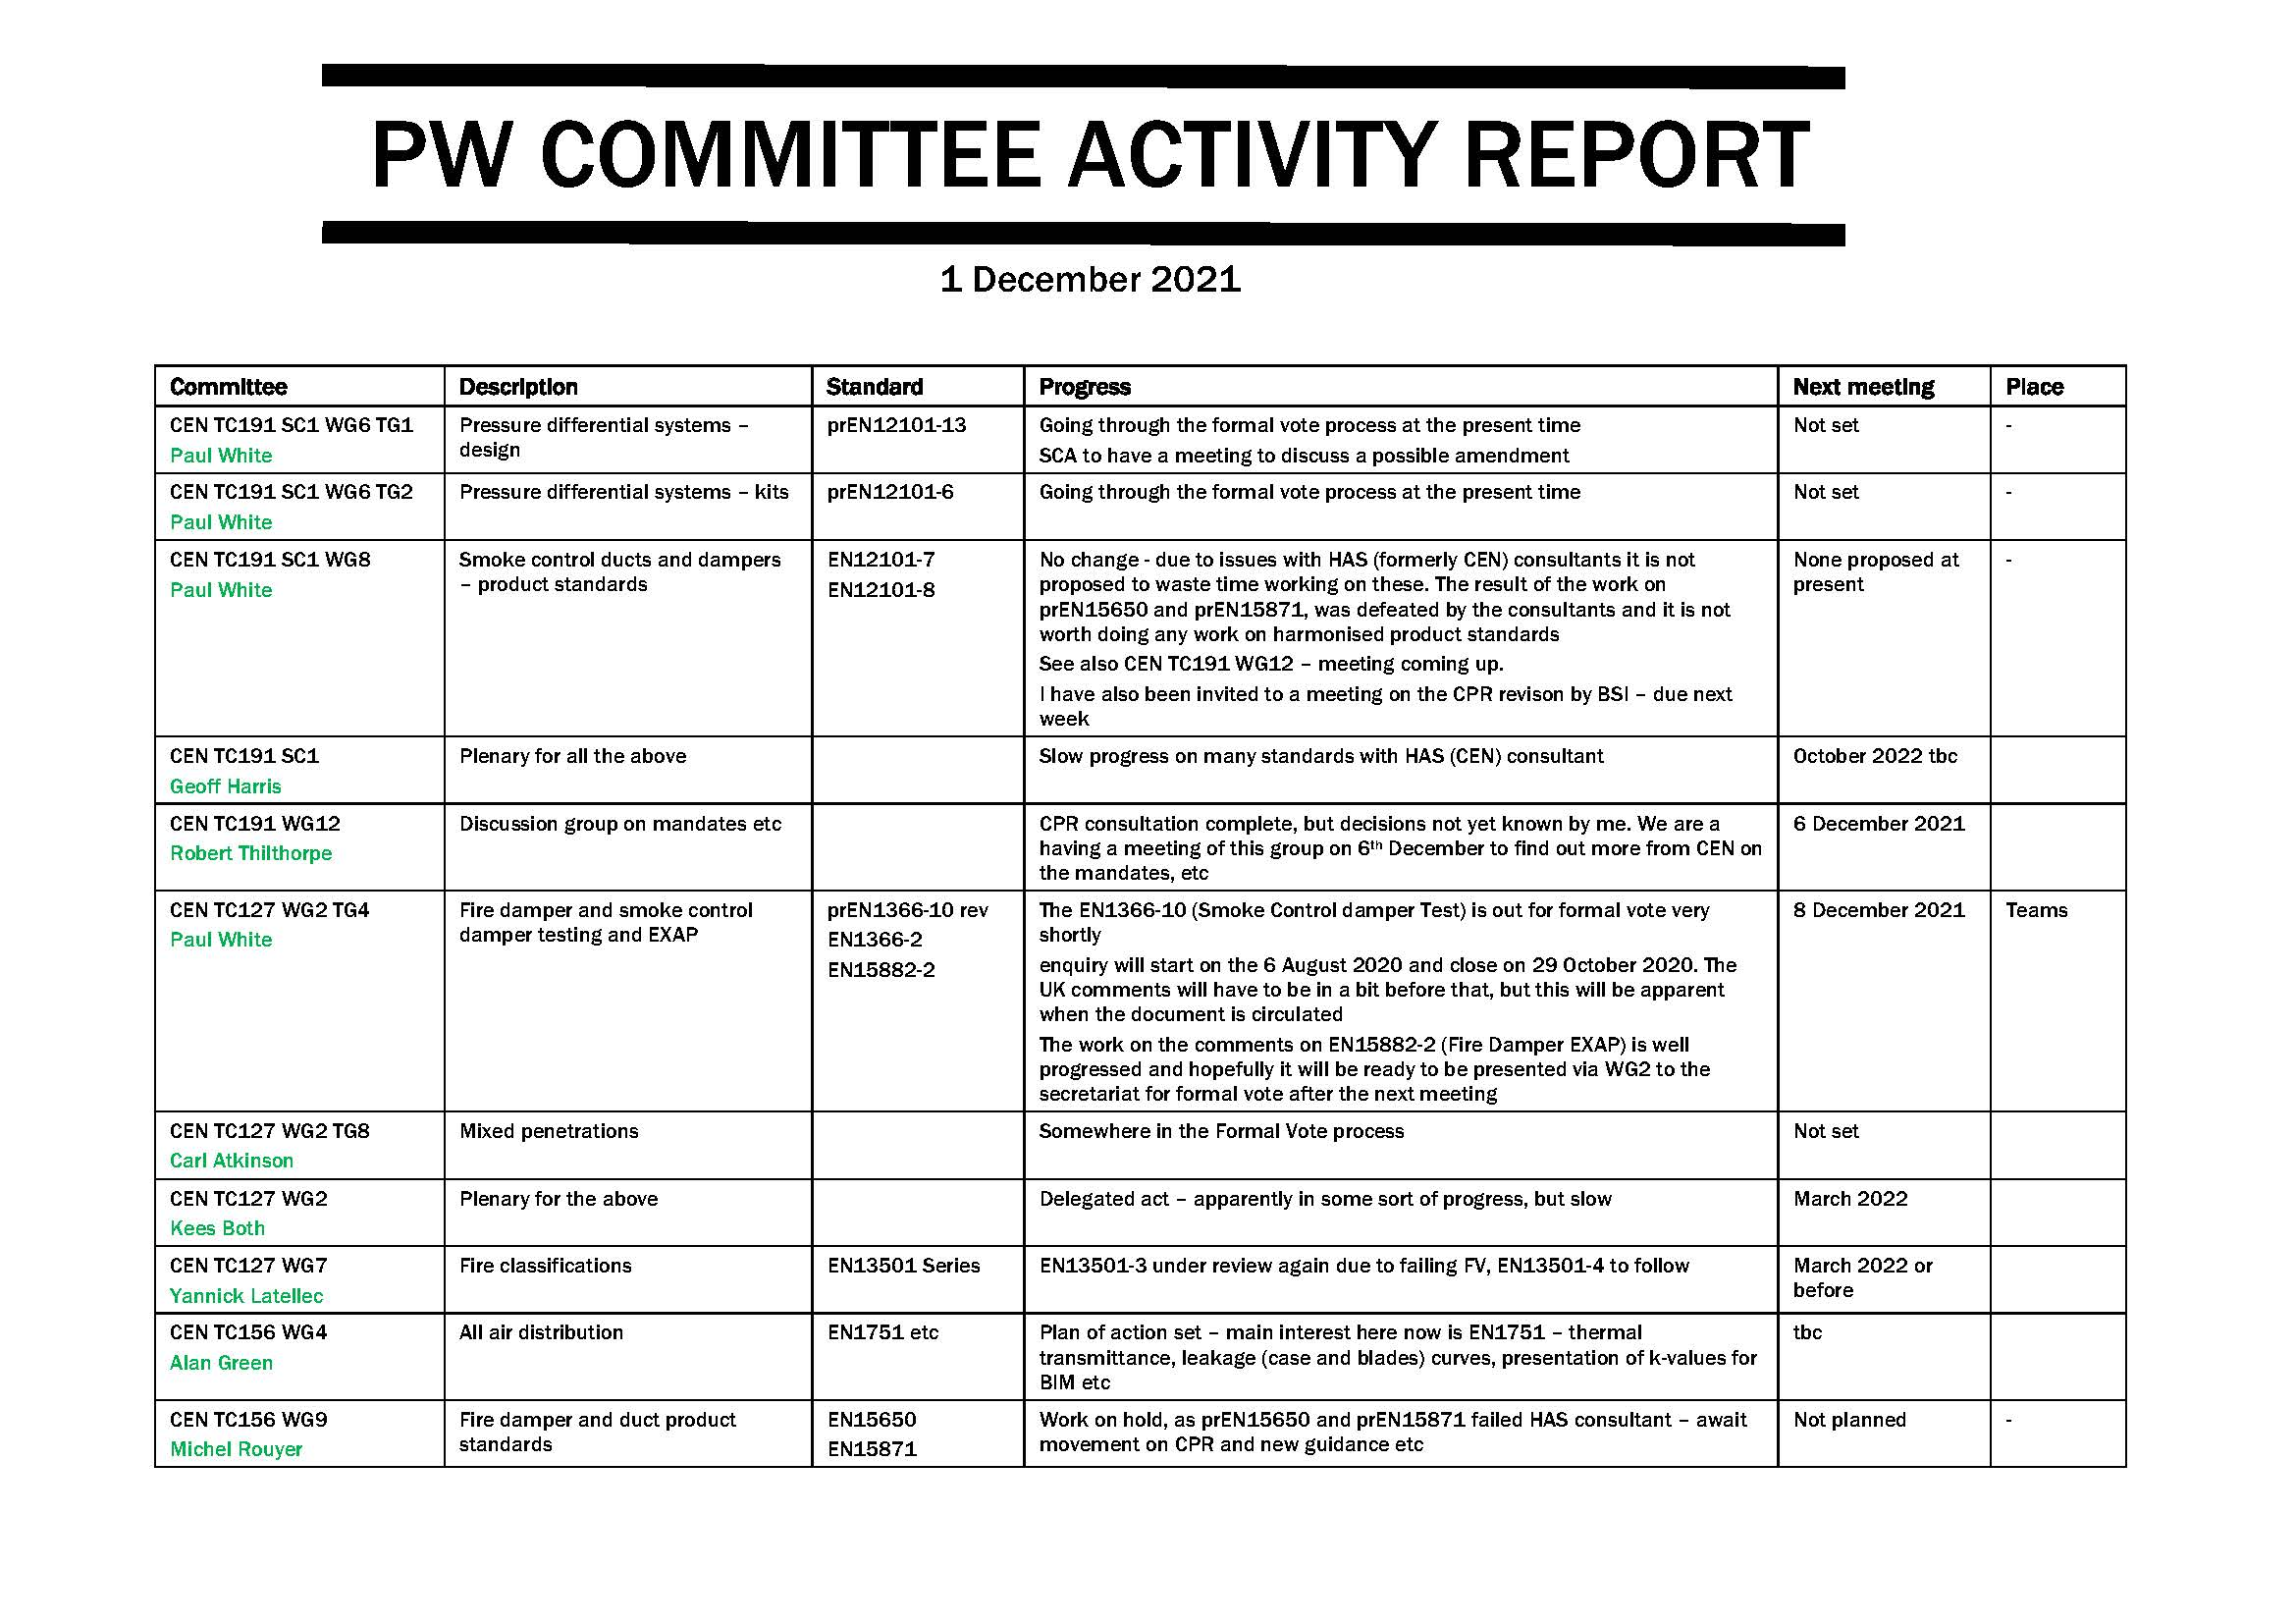 PW COMMITTEE ACTIVITY REPORT
1 December 2021
Committee Description Standard Progress Next meeting Place
CEN TC191 SC1 WG6 TG1
Paul White
Pressure differential systems –
design
prEN12101-13
Going through the formal vote process at the present time
SCA to have a meeting to discuss a possible amendment
Not set
-
CEN TC191 SC1 WG6 TG2
Paul White
Pressure differential systems – kits
prEN12101-6
Going through the formal vote process at the present time
Not set
-
CEN TC191 SC1 WG8
Paul White
Smoke control ducts and dampers
– product standards
EN12101-7
EN12101-8
No change - due to issues with HAS (formerly CEN) consultants it is not
proposed to waste time working on these. The result of the work on
prEN15650 and prEN15871, was defeated by the consultants and it is not
worth doing any work on harmonised product standards
See also CEN TC191 WG12 – meeting coming up.
I have also been invited to a meeting on the CPR revison by BSI – due next
week
None proposed at
present
-
CEN TC191 SC1
Geoff Harris
Plenary for all the above
Slow progress on many standards with HAS (CEN) consultant
October 2022 tbc
CEN TC191 WG12
Robert Thilthorpe
Discussion group on mandates etc
CPR consultation complete, but decisions not yet known by me. We are a
having a meeting of this group on 6th December to find out more from CEN on
the mandates, etc
6 December 2021
CEN TC127 WG2 TG4
Paul White
Fire damper and smoke control
damper testing and EXAP
prEN1366-10 rev
EN1366-2
EN15882-2
The EN1366-10 (Smoke Control damper Test) is out for formal vote very
shortly
enquiry will start on the 6 August 2020 and close on 29 October 2020. The
UK comments will have to be in a bit before that, but this will be apparent
when the document is circulated
The work on the comments on EN15882-2 (Fire Damper EXAP) is well
progressed and hopefully it will be ready to be presented via WG2 to the
secretariat for formal vote after the next meeting
8 December 2021
Teams
CEN TC127 WG2 TG8
Carl Atkinson
Mixed penetrations
Somewhere in the Formal Vote process
Not set
CEN TC127 WG2
Kees Both
Plenary for the above
Delegated act – apparently in some sort of progress, but slow
March 2022
CEN TC127 WG7
Yannick Latellec
Fire classifications
EN13501 Series
EN13501-3 under review again due to failing FV, EN13501-4 to follow
March 2022 or
before
CEN TC156 WG4
Alan Green
All air distribution
EN1751 etc
Plan of action set – main interest here now is EN1751 – thermal
transmittance, leakage (case and blades) curves, presentation of k-values for
BIM etc
tbc
CEN TC156 WG9
Michel Rouyer
Fire damper and duct product
standards
EN15650
EN15871
Work on hold, as prEN15650 and prEN15871 failed HAS consultant – await
movement on CPR and new guidance etc
Not planned
-